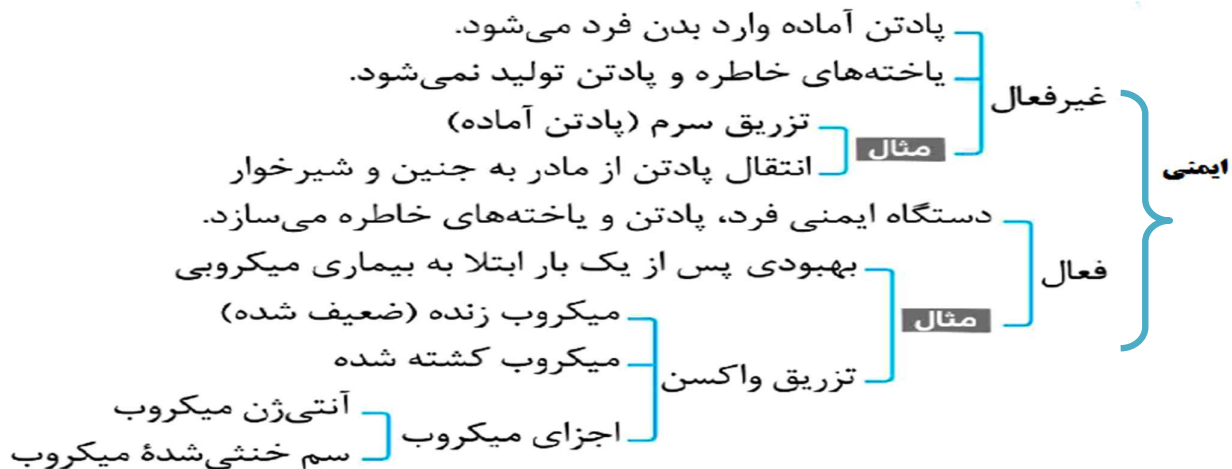 ایمنی
غیرفعال
پادتن آماده وارد بدن فرد می‌شود.
یاخته‌های خاطره و پادتن تولید نمی‌شود.
مثال
تزریق سرم (پادتن آماده)
انتقال پادتن از مادر به جنین و شیرخوار
فعال
دستگاه ایمنی فرد، پادتن و یاخته‌های خاطره می‌سازد.
مثال
بهبودی پس از یک بار ابتلا به بیماری میکروبی
تزریق واکسن
میکروب زنده (ضعیف شده)
میکروب کشته شده
اجزای میکروب
آنتی‌ژن میکروب
سم خنثی‌شدۀ میکروب